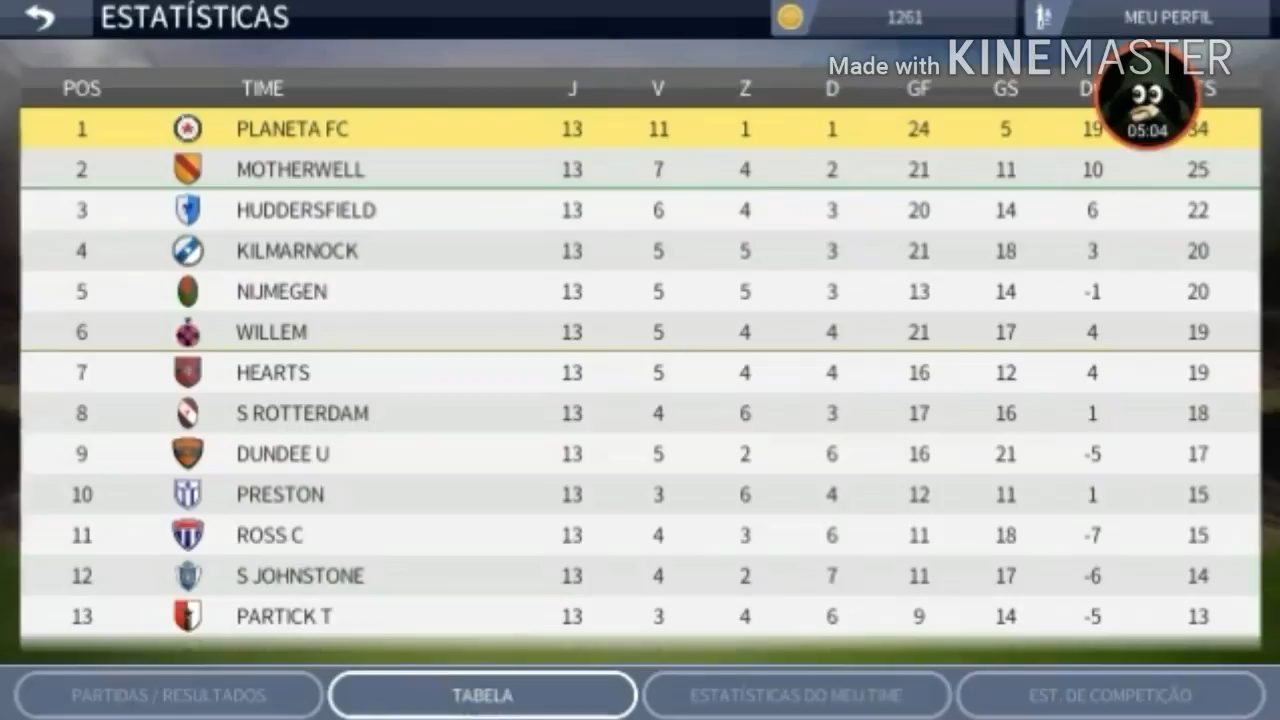 ESTATÍSTICAS 1261 MEU PERFIL
Made with KINEMASTER
POS TIME J V Z D GF GS
05:04
1 PLANETA FC 13 11 1 1 24 5 19 34
2 MOTHERWELL 13 7 4 2 21 11 10 25
3 HUDDERSFIELD 13 6 4 3 20 14 6 22
4 KILMARNOCK 13 5 5 3 21 18 3 20
5 NIJMEGEN 13 5 5 3 13 14 -1 20
6 WILLEM 13 5 4 4 21 17 4 19
7 HEARTS 13 5 4 4 16 12 4 19
8 S ROTTERDAM 13 4 6 3 17 16 1 18
9 DUNDEE U 13 5 2 6 16 21 -5 17
10 PRESTON 13 3 6 4 12 11 1 15
11 ROSS C 13 4 3 6 11 18 -7 15
12 S JOHNSTONE 13 4 2 7 11 17 -6 14
13 PARTICK T 13 3 4 6 9 14 -5 13
PARTIDAS / RESULTADOS TABELA ESTATÍSTICAS DO MEU TIME EST. DE COMPETIÇÃO